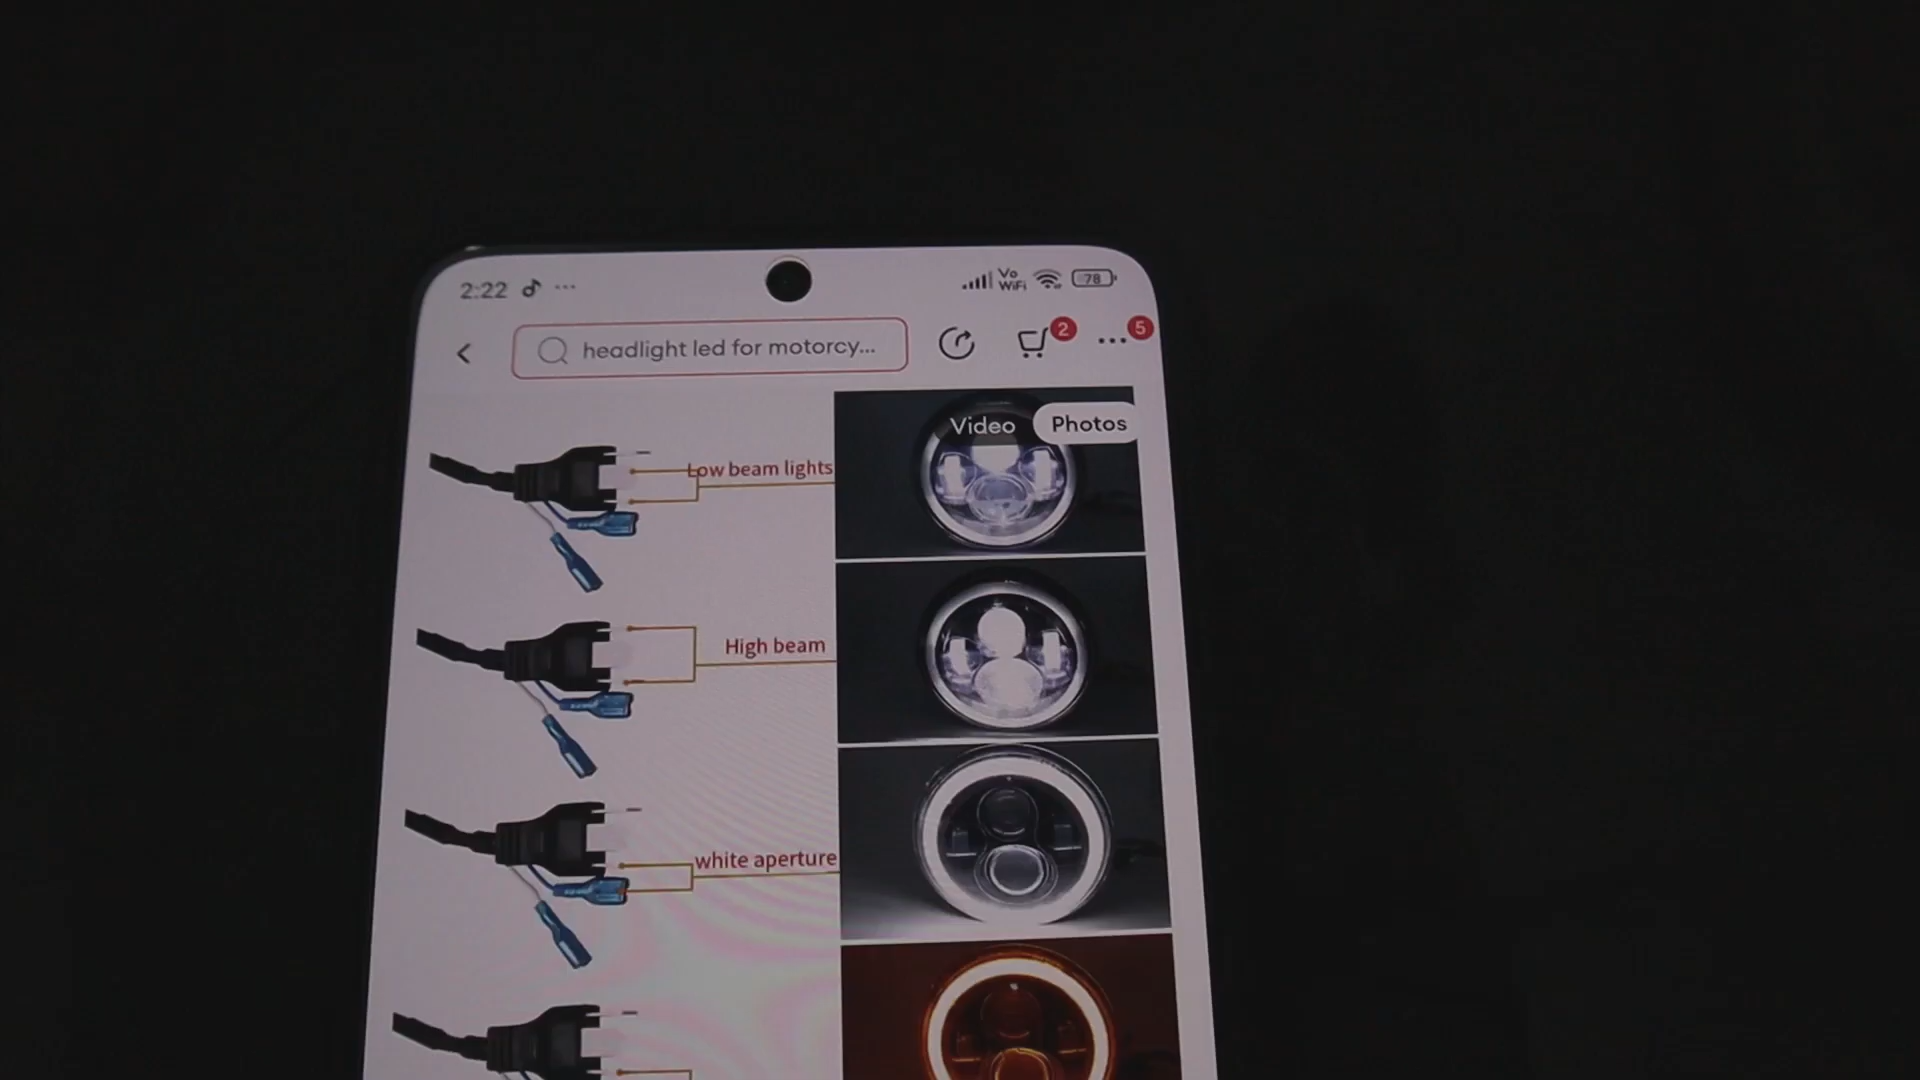 2:22 ... Vo WiFi 78
headlight led for motorcy... 2 ... 5
Video Photos
Low beam lights
High beam
white aperture